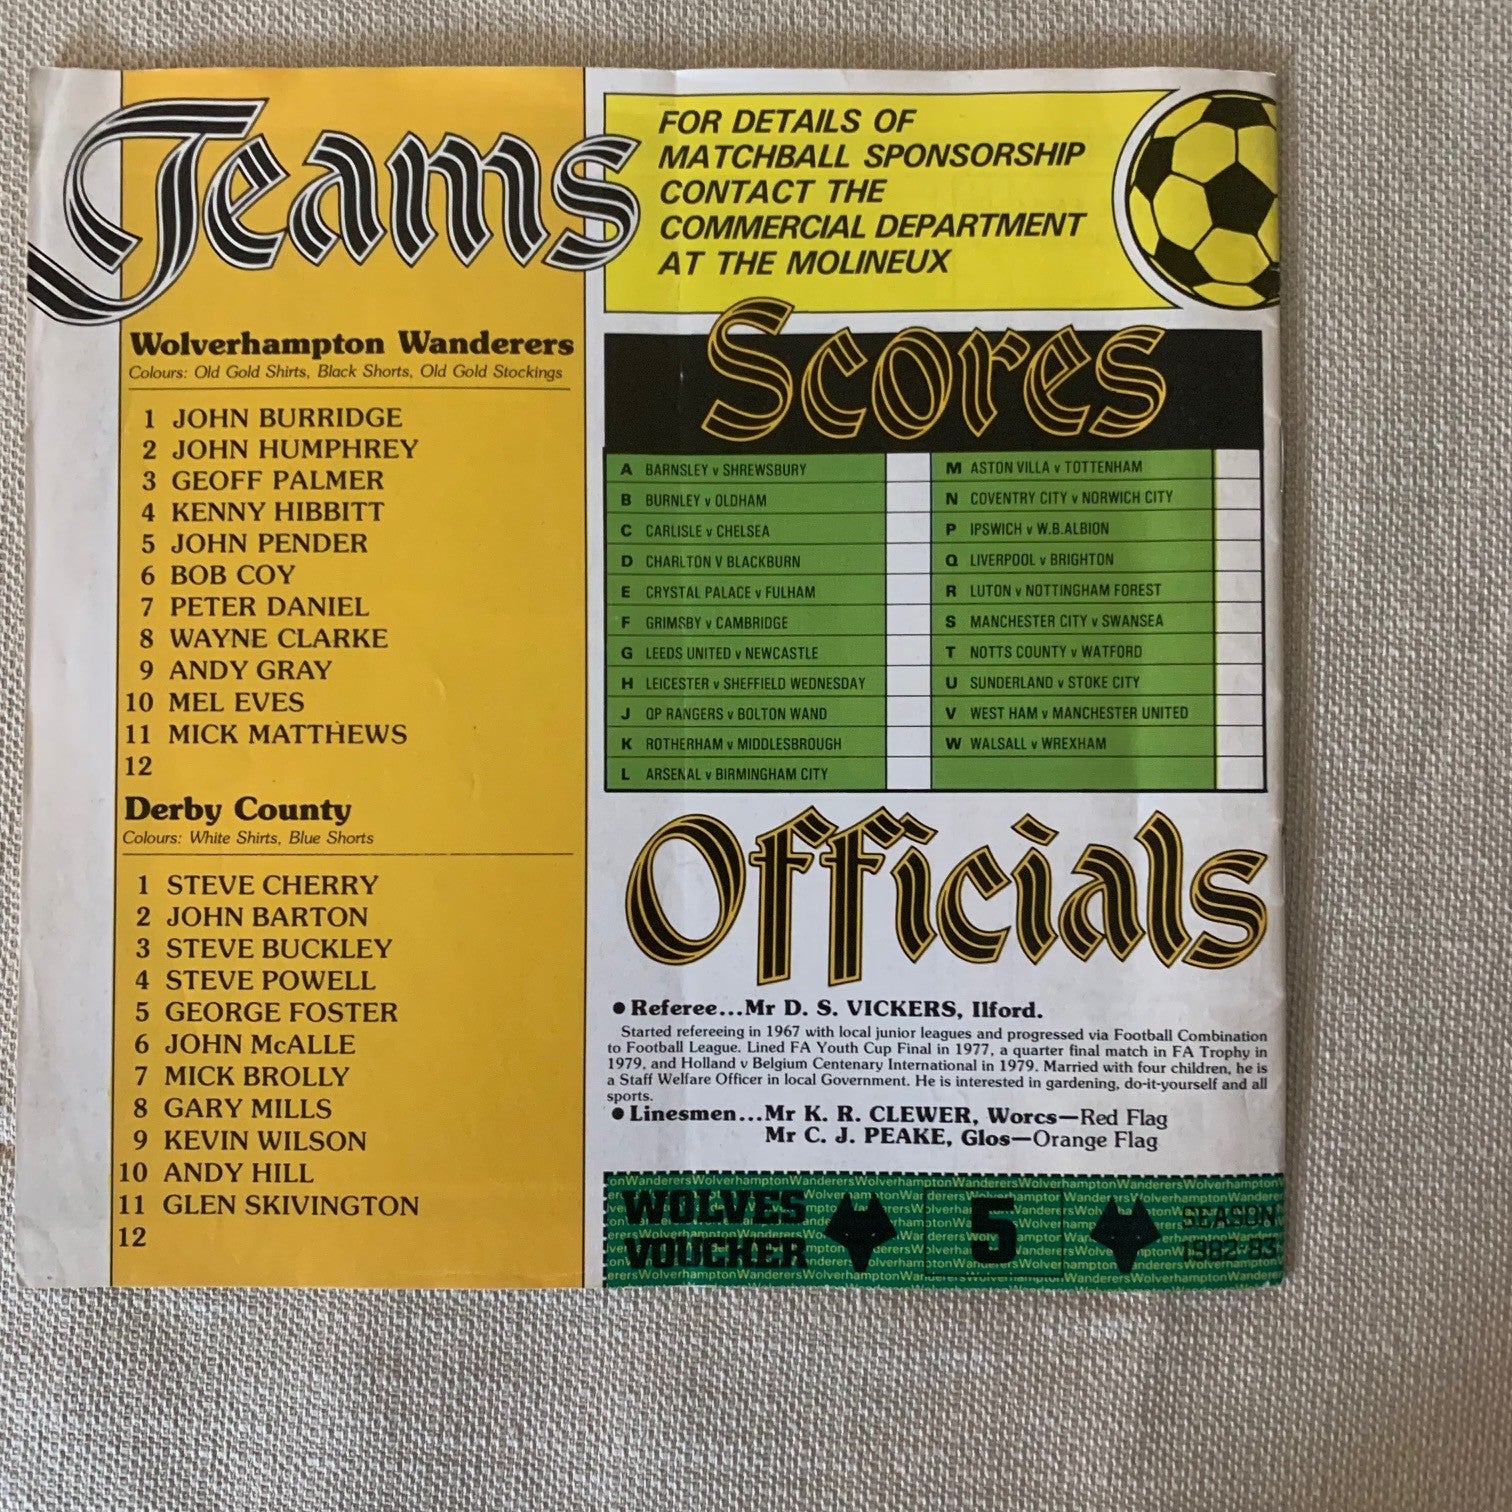 Teams
Wolverhampton Wanderers
Colours: Old Gold Shirts, Black Shorts, Old Gold Stockings
1 JOHN BURRIDGE
2 JOHN HUMPHREY
3 GEOFF PALMER
4 KENNY HIBBITT
5 JOHN PENDER
6 BOB COY
7 PETER DANIEL
8 WAYNE CLARKE
9 ANDY GRAY
10 MEL EVES
11 MICK MATTHEWS
12
Derby County
Colours: White Shirts, Blue Shorts
1 STEVE CHERRY
2 JOHN BARTON
3 STEVE BUCKLEY
4 STEVE POWELL
5 GEORGE FOSTER
6 JOHN McALLE
7 MICK BROLLY
8 GARY MILLS
9 KEVIN WILSON
10 ANDY HILL
11 GLEN SKIVINGTON
12
FOR DETAILS OF
MATCHBALL SPONSORSHIP
CONTACT THE
COMMERCIAL DEPARTMENT
AT THE MOLINEUX
Scores
A BARNSLEY v SHREWSBURY
B BURNLEY v OLDHAM
C CARLISLE v CHELSEA
D CHARLTON V BLACKBURN
E CRYSTAL PALACE v FULHAM
F GRIMSBY v CAMBRIDGE
G LEEDS UNITED v NEWCASTLE
H LEICESTER v SHEFFIELD WEDNESDAY
J QP RANGERS v BOLTON WAND
K ROTHERHAM v MIDDLESBROUGH
L ARSENAL v BIRMINGHAM CITY
M ASTON VILLA v TOTTENHAM
N COVENTRY CITY v NORWICH CITY
P IPSWICH v W.B.ALBION
Q LIVERPOOL v BRIGHTON
R LUTON v NOTTINGHAM FOREST
S MANCHESTER CITY v SWANSEA
T NOTTS COUNTY v WATFORD
U SUNDERLAND v STOKE CITY
V WEST HAM v MANCHESTER UNITED
W WALSALL v WREXHAM
Officials
● Referee...Mr D. S. VICKERS, Ilford.
Started refereeing in 1967 with local junior leagues and progressed via Football Combination
to Football League. Lined FA Youth Cup Final in 1977, a quarter final match in FA Trophy in
1979, and Holland v Belgium Centenary International in 1979. Married with four children, he is
a Staff Welfare Officer in local Government. He is interested in gardening, do-it-yourself and all
sports.
● Linesmen...Mr K. R. CLEWER, Worcs—Red Flag
Mr C. J. PEAKE, Glos—Orange Flag
WOLVES
VOUCHER
5
SEASON
1982-83